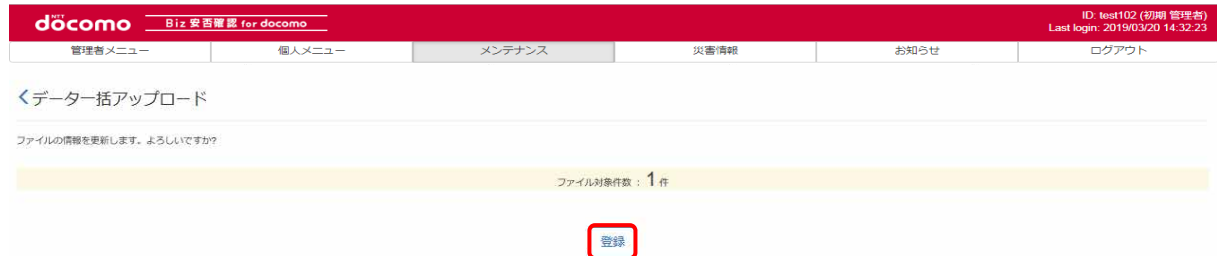 NTT
döcomo Biz 安否確認 for docomo
ID: test102 (初期 管理者)
Last login: 2019/03/20 14:32:23
管理者メニュー 個人メニュー メンテナンス 災害情報 お知らせ ログアウト
データ一括アップロード
ファイルの情報を更新します。よろしいですか?
ファイル対象件数 : 1 件
登録